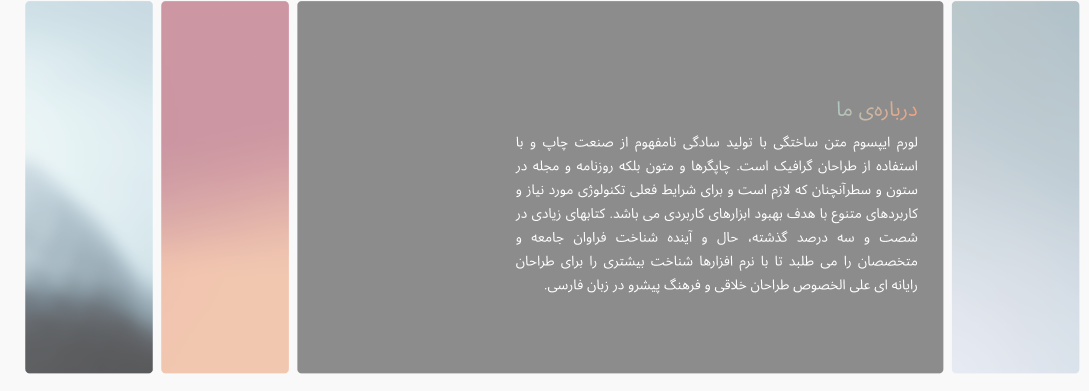 درباره‌ی ما
لورم ایپسوم متن ساختگی با تولید سادگی نامفهوم از صنعت چاپ و با
استفاده از طراحان گرافیک است. چاپگرها و متون بلکه روزنامه و مجله در
ستون و سطرآنچنان که لازم است و برای شرایط فعلی تکنولوژی مورد نیاز و
کاربردهای متنوع با هدف بهبود ابزارهای کاربردی می باشد. کتابهای زیادی در
شصت و سه درصد گذشته، حال و آینده شناخت فراوان جامعه و
متخصصان را می طلبد تا با نرم افزارها شناخت بیشتری را برای طراحان
رایانه ای علی الخصوص طراحان خلاقی و فرهنگ پیشرو در زبان فارسی.